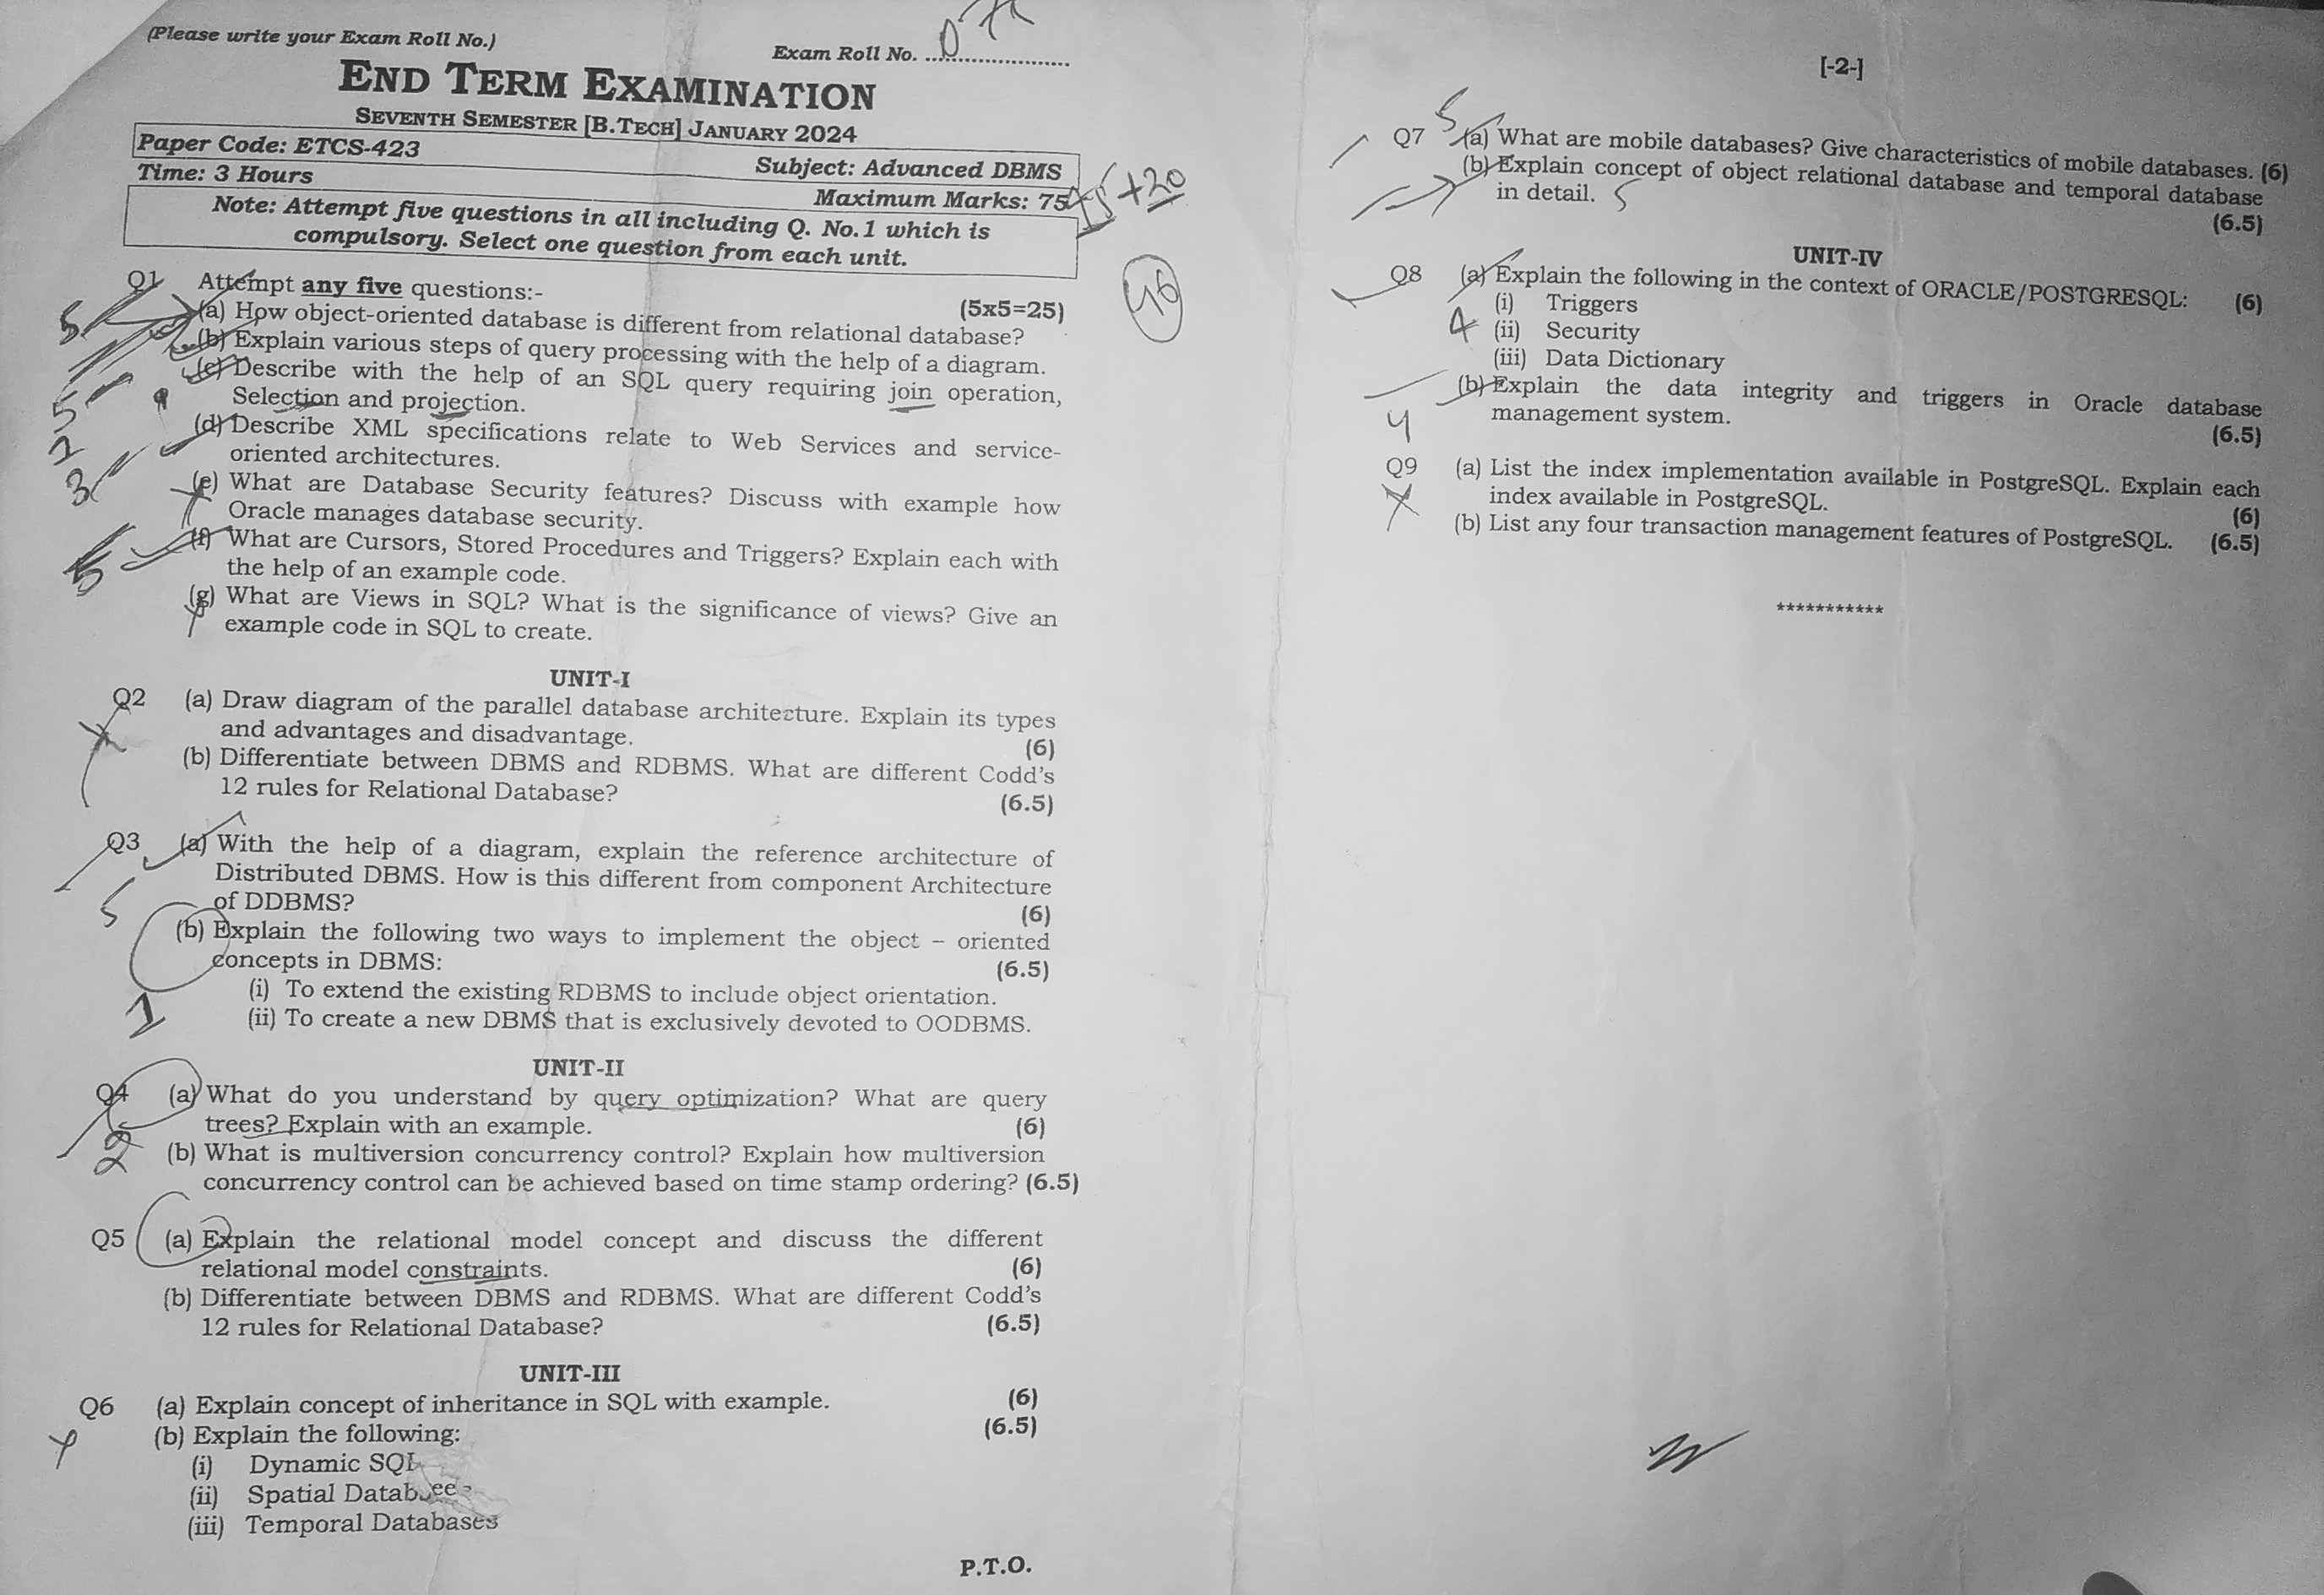 (Please write your Exam Roll No.)
Exam Roll No. ......................
END TERM EXAMINATION
SEVENTH SEMESTER [B.TECH] JANUARY 2024
Paper Code: ETCS-423
Subject: Advanced DBMS
Time: 3 Hours
Maximum Marks: 75
+20
Note: Attempt five questions in all including Q. No.1 which is
compulsory. Select one question from each unit.
46
Q1 Attempt any five questions:- (5x5=25)
(a) How object-oriented database is different from relational database?
5
(b) Explain various steps of query processing with the help of a diagram.
(c) Describe with the help of an SQL query requiring join operation,
Selection and projection.
5
(d) Describe XML specifications relate to Web Services and service-
oriented architectures.
3
(e) What are Database Security features? Discuss with example how
Oracle manages database security.
(f) What are Cursors, Stored Procedures and Triggers? Explain each with
the help of an example code.
5
(g) What are Views in SQL? What is the significance of views? Give an
example code in SQL to create.
UNIT-I
Q2 (a) Draw diagram of the parallel database architecture. Explain its types
and advantages and disadvantage. (6)
(b) Differentiate between DBMS and RDBMS. What are different Codd's
12 rules for Relational Database? (6.5)
Q3 (a) With the help of a diagram, explain the reference architecture of
Distributed DBMS. How is this different from component Architecture
5 of DDBMS? (6)
(b) Explain the following two ways to implement the object – oriented
concepts in DBMS: (6.5)
(i) To extend the existing RDBMS to include object orientation.
1 (ii) To create a new DBMS that is exclusively devoted to OODBMS.
UNIT-II
Q4 (a) What do you understand by query optimization? What are query
trees? Explain with an example. (6)
2 (b) What is multiversion concurrency control? Explain how multiversion
concurrency control can be achieved based on time stamp ordering? (6.5)
Q5 (a) Explain the relational model concept and discuss the different
relational model constraints. (6)
(b) Differentiate between DBMS and RDBMS. What are different Codd's
12 rules for Relational Database? (6.5)
UNIT-III
Q6 (a) Explain concept of inheritance in SQL with example. (6)
(b) Explain the following: (6.5)
(i) Dynamic SQL
(ii) Spatial
(iii) Temporal Databases
P.T.O.
[-2-]
5
Q7 (a) What are mobile databases? Give characteristics of mobile databases. (6)
(b) Explain concept of object relational database and temporal database
in detail. 5 (6.5)
UNIT-IV
Q8 (a) Explain the following in the context of ORACLE/POSTGRESQL: (6)
(i) Triggers
4 (ii) Security
(iii) Data Dictionary
(b) Explain the data integrity and triggers in Oracle database
4 management system. (6.5)
Q9 (a) List the index implementation available in PostgreSQL. Explain each
index available in PostgreSQL. (6)
(b) List any four transaction management features of PostgreSQL. (6.5)
***********